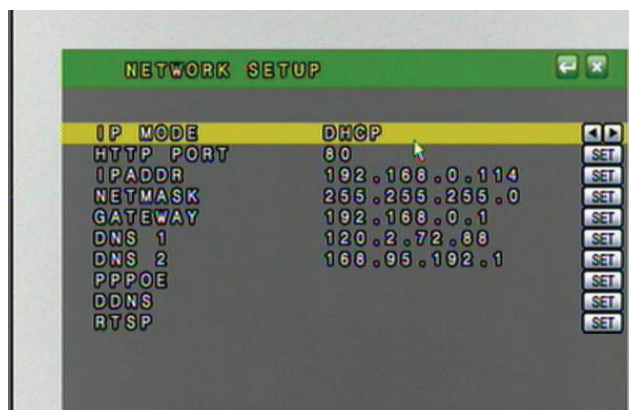 NETWORK SETUP
IP MODE DHCP
HTTP PORT 80 SET
IPADDR 192.168.0.114 SET
NETMASK 255.255.255.0 SET
GATEWAY 192.168.0.1 SET
DNS 1 120.2.72.88 SET
DNS 2 168.95.192.1 SET
PPPOE SET
DDNS SET
RTSP SET